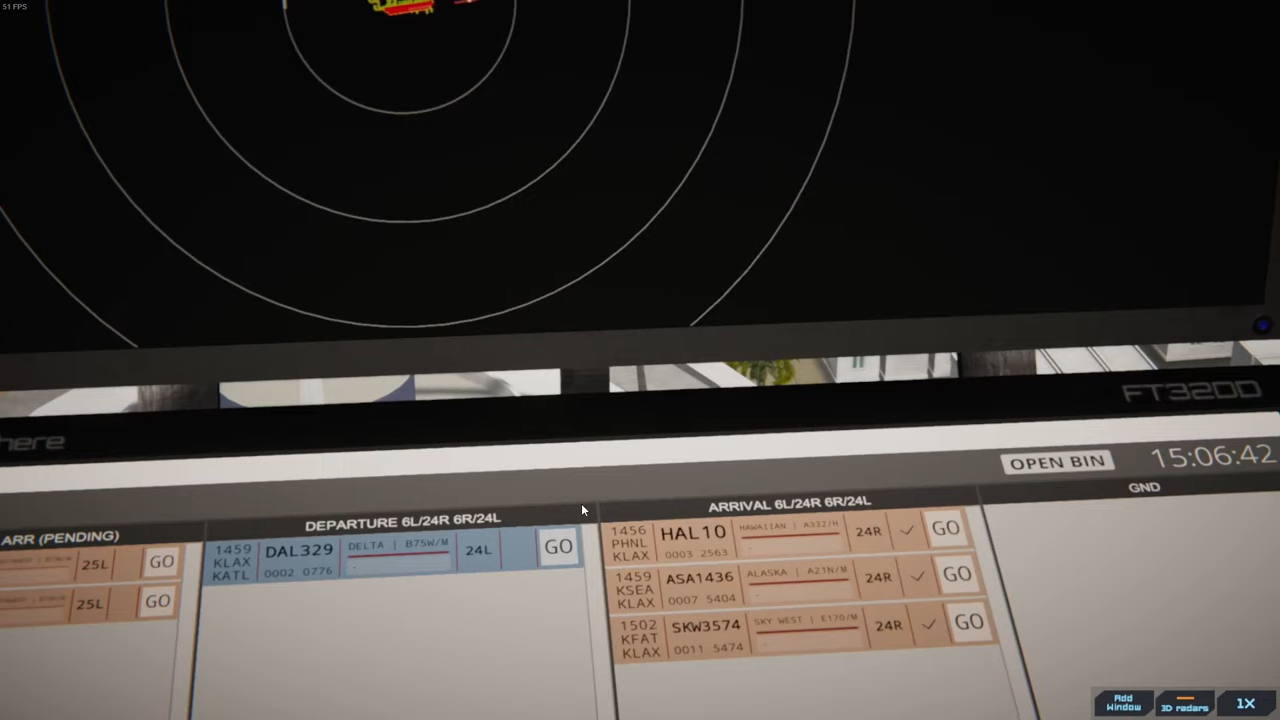 51 FPS
here
FT32DD
OPEN BIN 15:06:42
ARR (PENDING)
25L GO
25L GO
DEPARTURE 6L/24R 6R/24L
1459 DAL329 DELTA | B75W/M 24L GO
KLAX
KATL 0002 0776
ARRIVAL 6L/24R 6R/24L
1456 HAL10 HAWAIIAN | A332/H 24R ✓ GO
PHNL
KLAX 0003 2563
1459 ASA1436 ALASKA | A21N/M 24R ✓ GO
KSEA
KLAX 0007 5404
1502 SKW3574 SKY WEST | E170/M 24R ✓ GO
KFAT
KLAX 0011 5474
GND
Add
Window
3D radars
1X